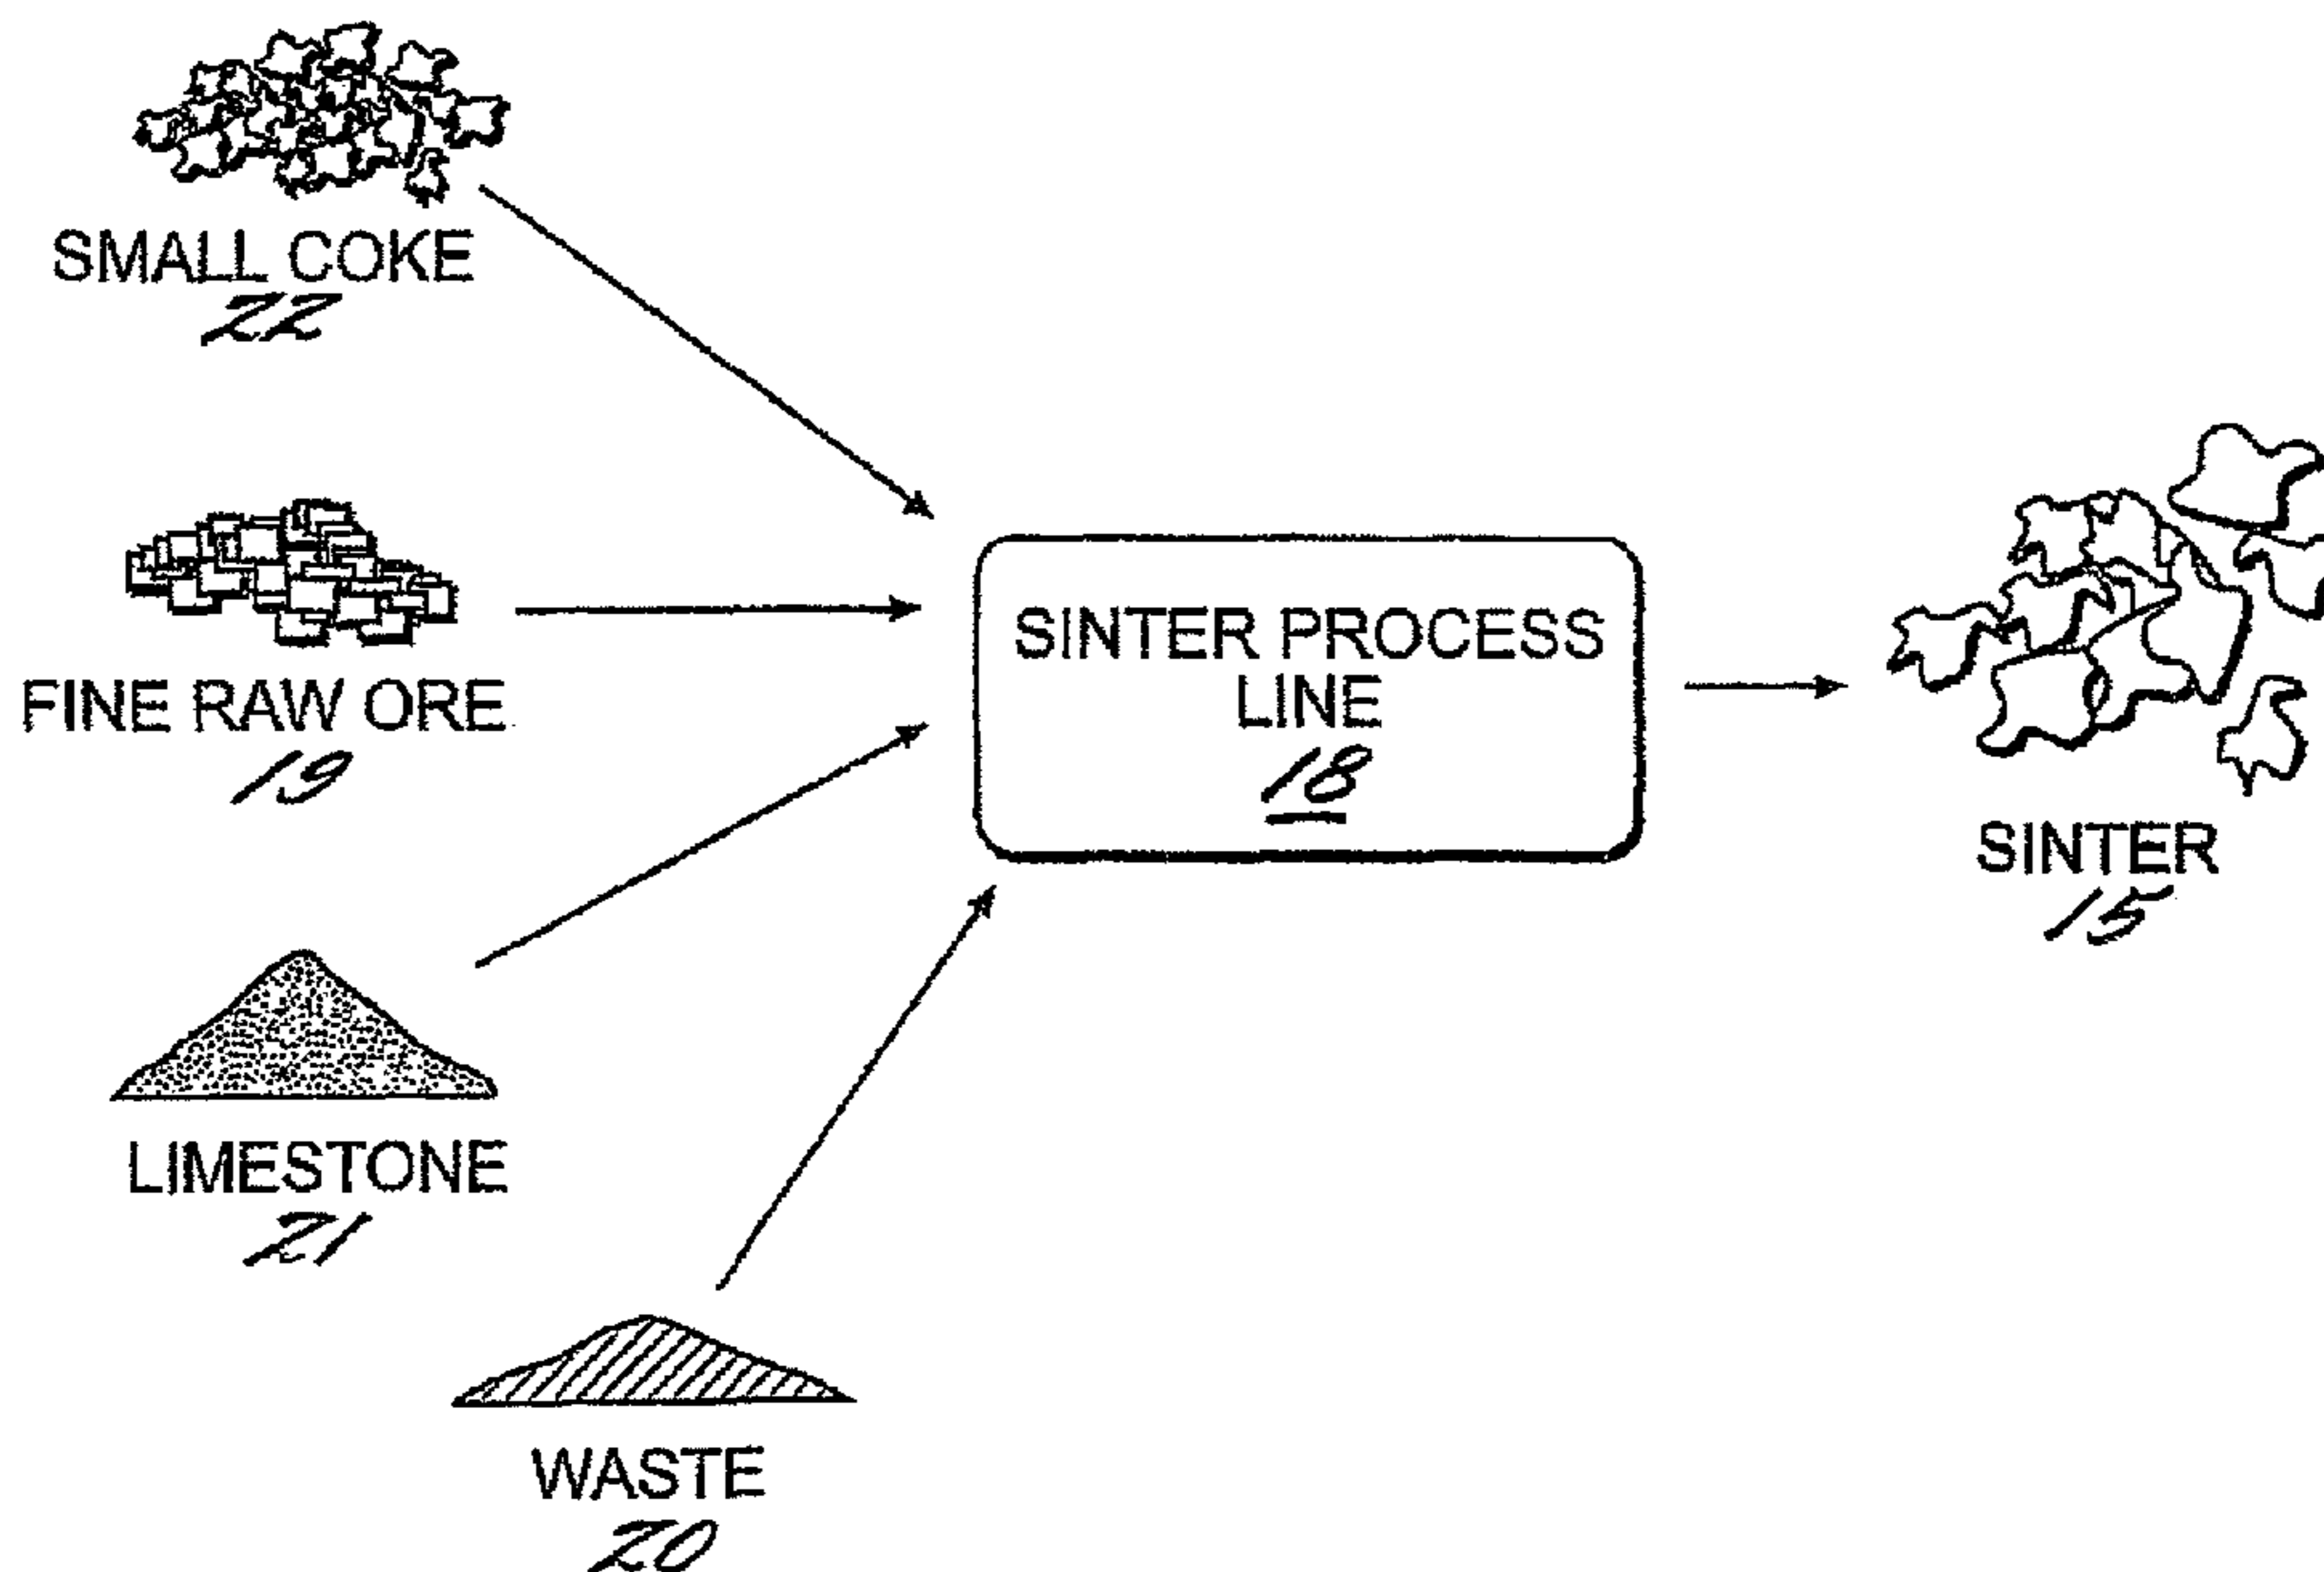 SMALL COKE
22
FINE RAW ORE
19
LIMESTONE
21
WASTE
20
SINTER PROCESS
LINE
18
SINTER
15